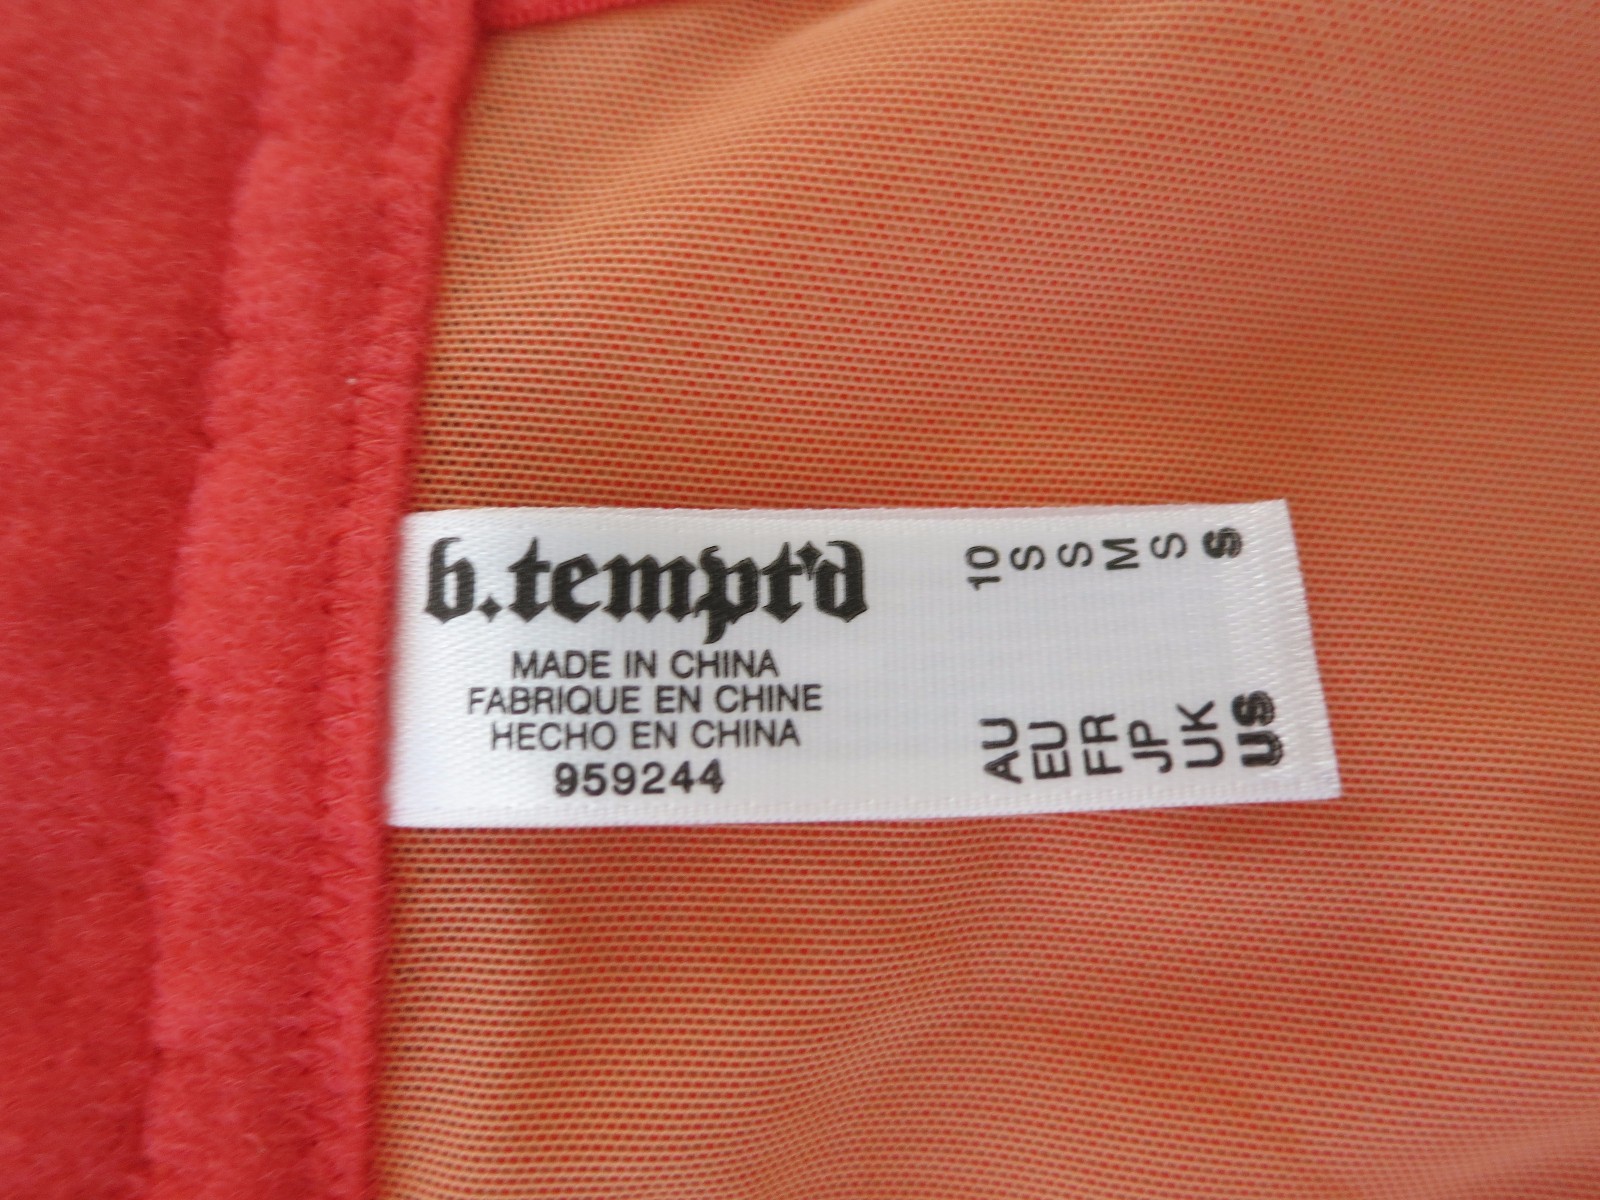 b.tempt'd
MADE IN CHINA
FABRIQUE EN CHINE
HECHO EN CHINA
959244
AU 10
EU S
FR S
JP M
UK S
US S